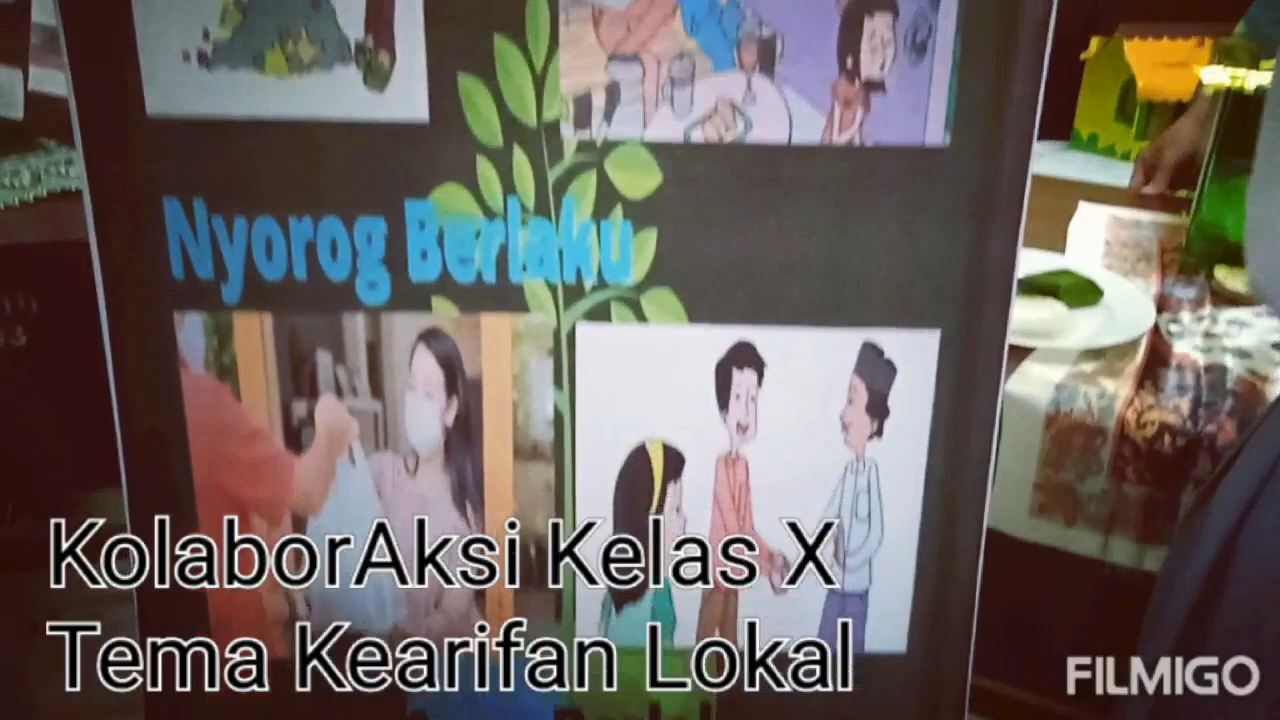 Nyorog Berlaku
KolaborAksi Kelas X
Tema Kearifan Lokal
FILMIGO